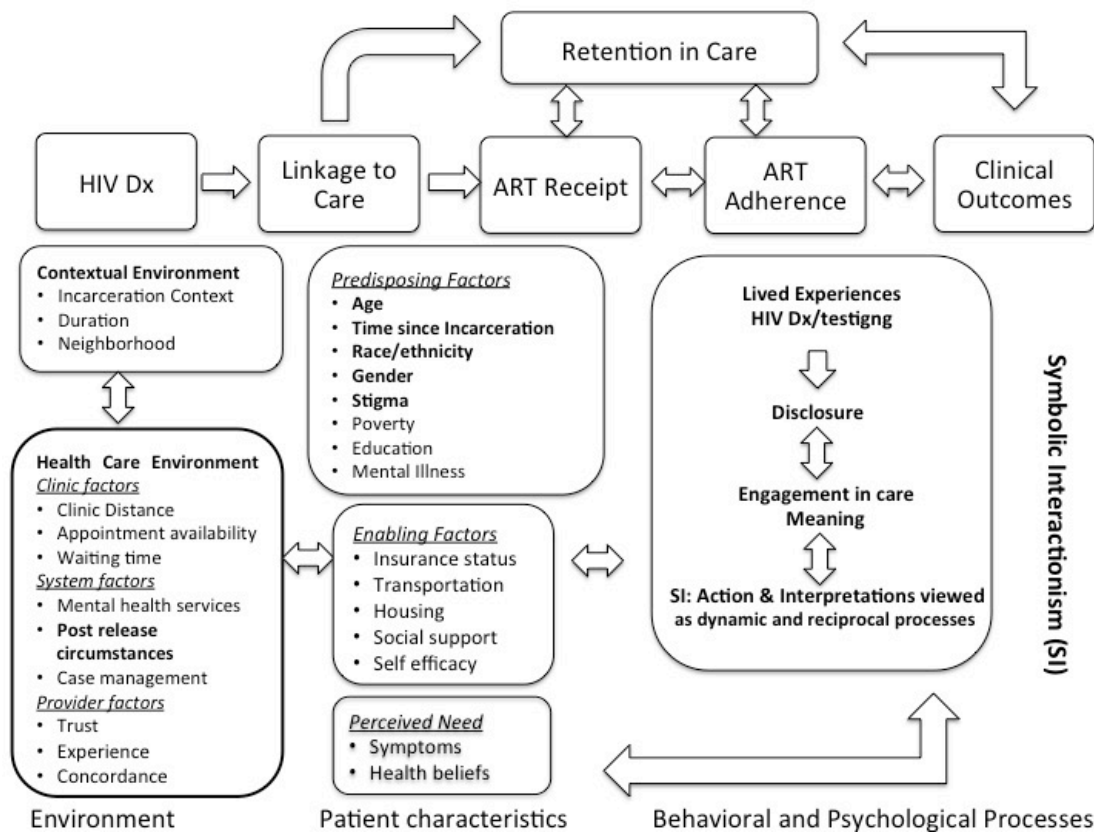 Retention in Care
HIV Dx
Linkage to
Care
ART Receipt
ART
Adherence
Clinical
Outcomes
Contextual Environment
• Incarceration Context
• Duration
• Neighborhood
Health Care Environment
Clinic factors
• Clinic Distance
• Appointment availability
• Waiting time
System factors
• Mental health services
• Post release
circumstances
• Case management
Provider factors
• Trust
• Experience
• Concordance
Environment
Predisposing Factors
• Age
• Time since Incarceration
• Race/ethnicity
• Gender
• Stigma
• Poverty
• Education
• Mental Illness
Enabling Factors
• Insurance status
• Transportation
• Housing
• Social support
• Self efficacy
Perceived Need
• Symptoms
• Health beliefs
Patient characteristics
Lived Experiences
HIV Dx/testigng
Disclosure
Engagement in care
Meaning
SI: Action & Interpretations viewed
as dynamic and reciprocal processes
Symbolic Interactionism (SI)
Behavioral and Psychological Processes